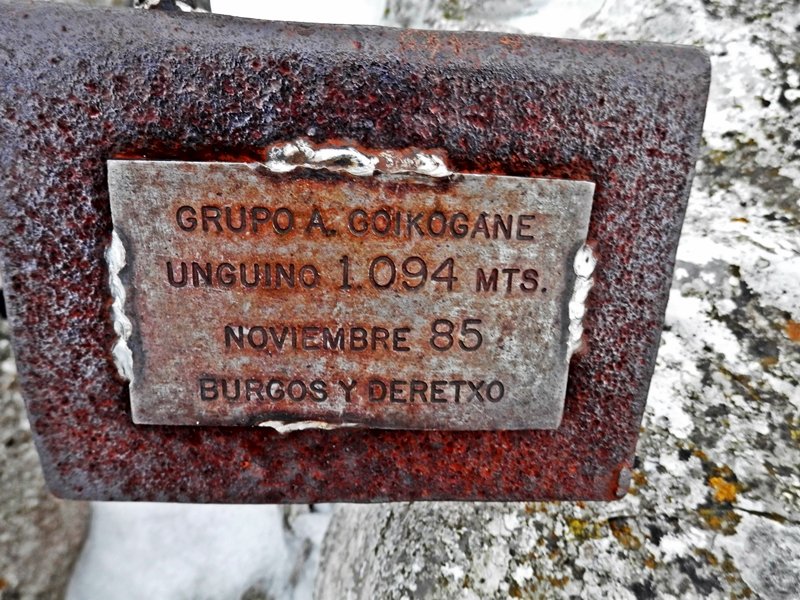 GRUPO A. GOIKOGANE
UNGUINO 1.094 MTS.
NOVIEMBRE 85
BURGOS Y DERETXO